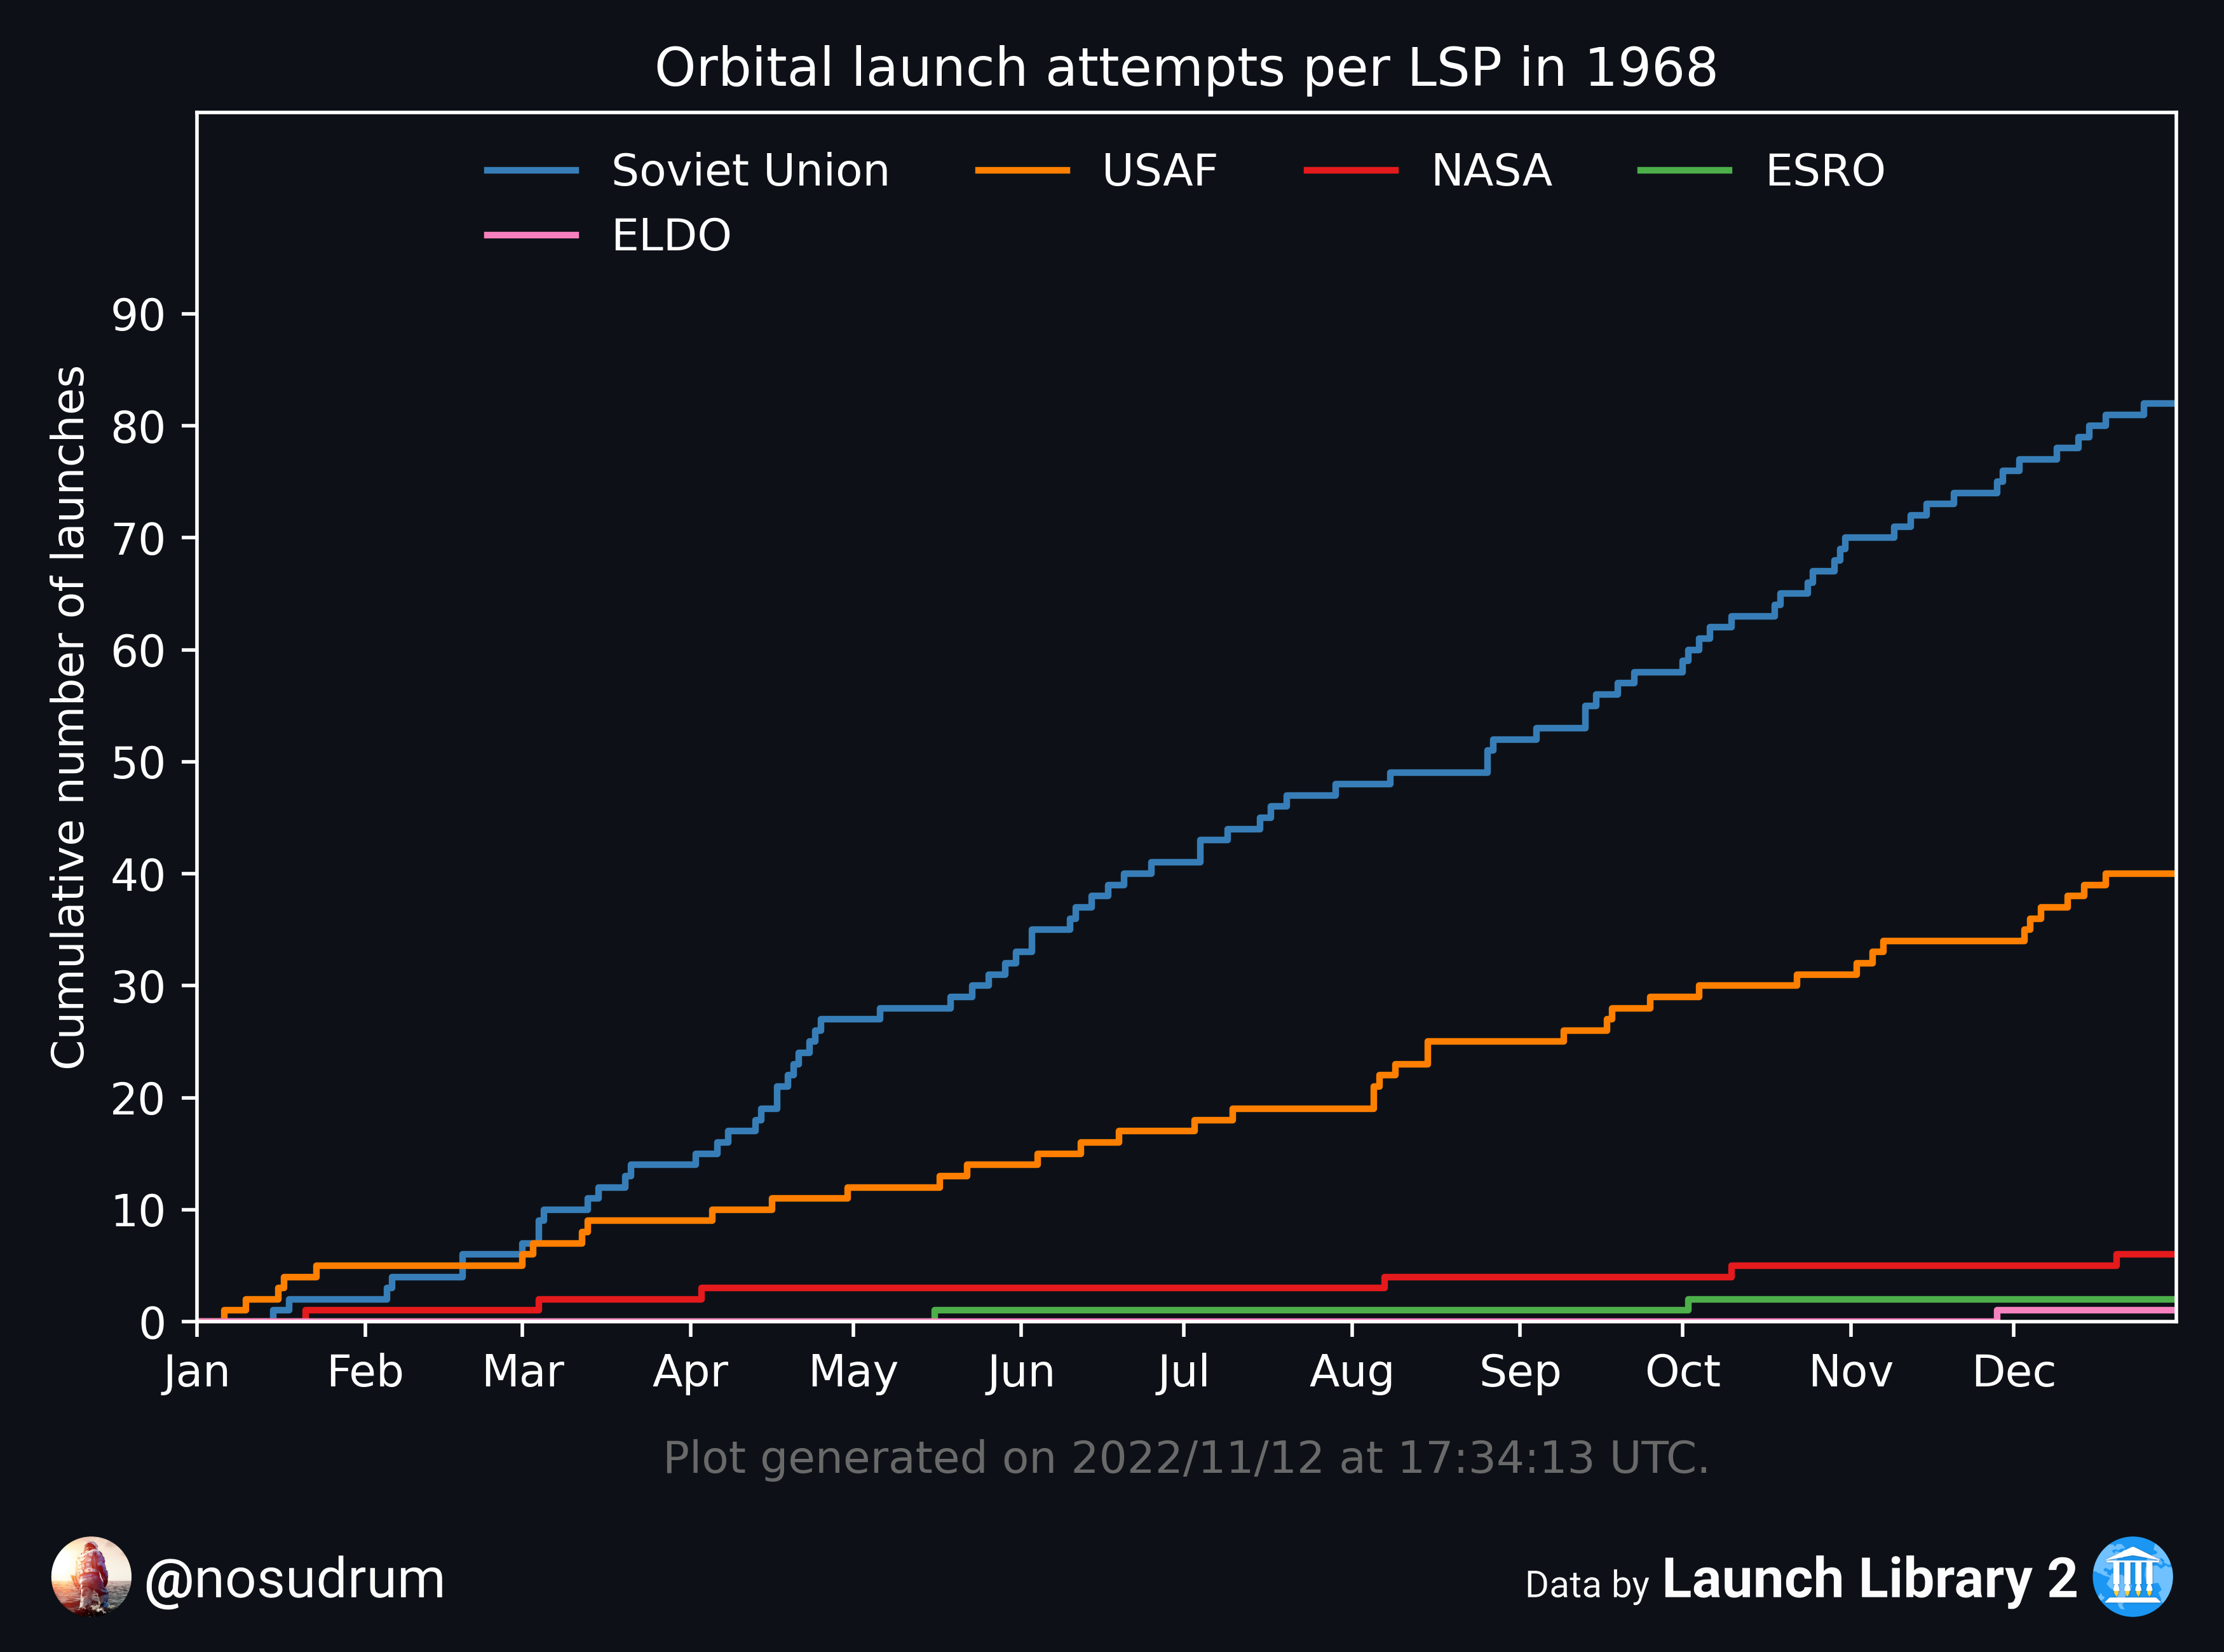 Orbital launch attempts per LSP in 1968
Soviet Union USAF NASA ESRO
ELDO
Cumulative number of launches
90
80
70
60
50
40
30
20
10
0
Jan Feb Mar Apr May Jun Jul Aug Sep Oct Nov Dec
Plot generated on 2022/11/12 at 17:34:13 UTC.
@nosudrum
Data by Launch Library 2